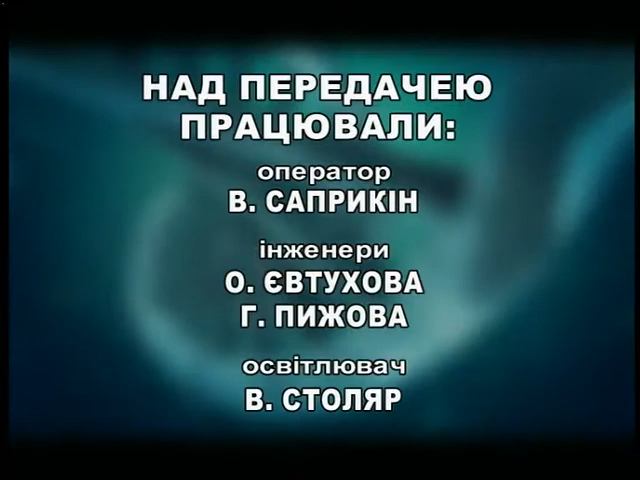 НАД ПЕРЕДАЧЕЮ
ПРАЦЮВАЛИ:
оператор
В. САПРИКІН
інженери
О. ЄВТУХОВА
Г. ПИЖОВА
освітлювач
В. СТОЛЯР